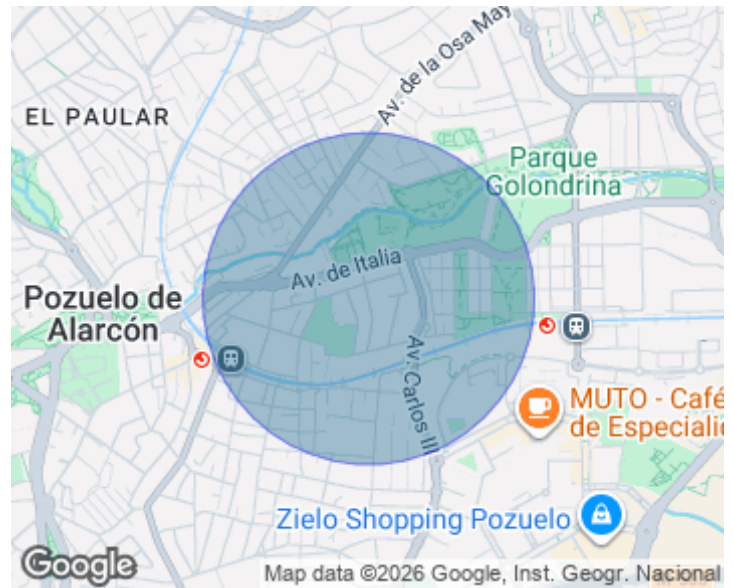 Av. de la Osa May
EL PAULAR
Parque
Golondrina
Av. de Italia
Pozuelo de
Alarcón
Av. Carlos III
MUTO - Café
de Especiali
Zielo Shopping Pozuelo
Google
Map data ©2026 Google, Inst. Geogr. Nacional